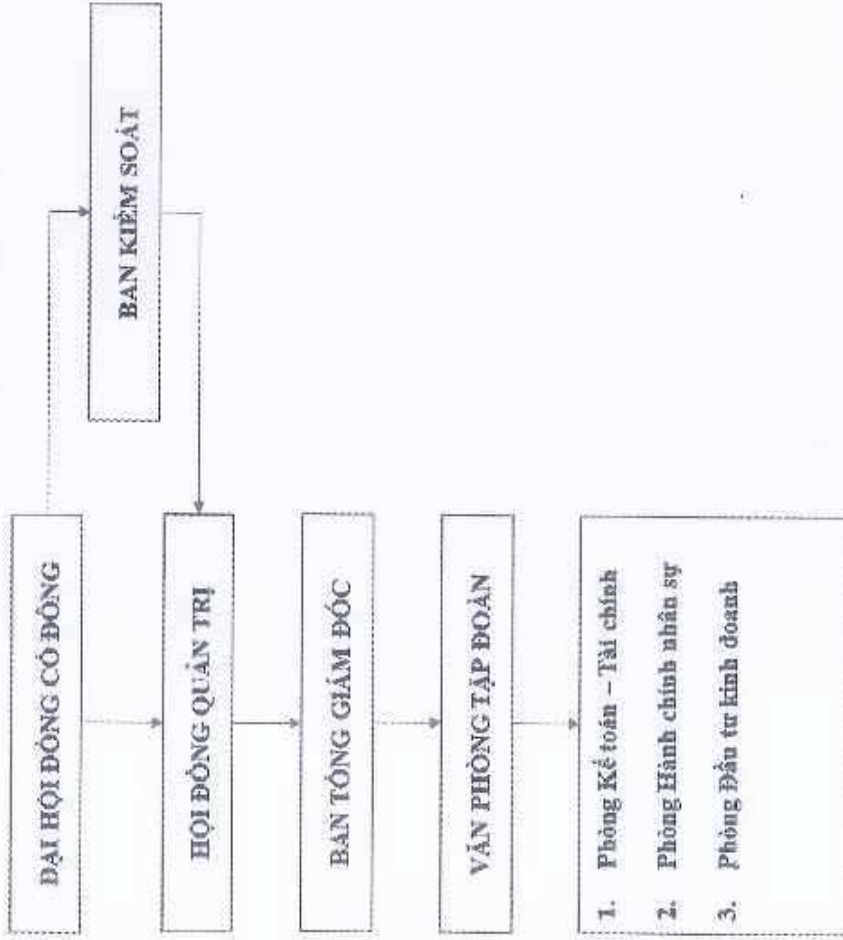 ĐẠI HỘI ĐỒNG CỔ ĐÔNG
BAN KIỂM SOÁT
HỘI ĐỒNG QUẢN TRỊ
BAN TỔNG GIÁM ĐỐC
VĂN PHÒNG TẬP ĐOÀN
1. Phòng Kế toán – Tài chính
2. Phòng Hành chính nhân sự
3. Phòng Đầu tư kinh doanh